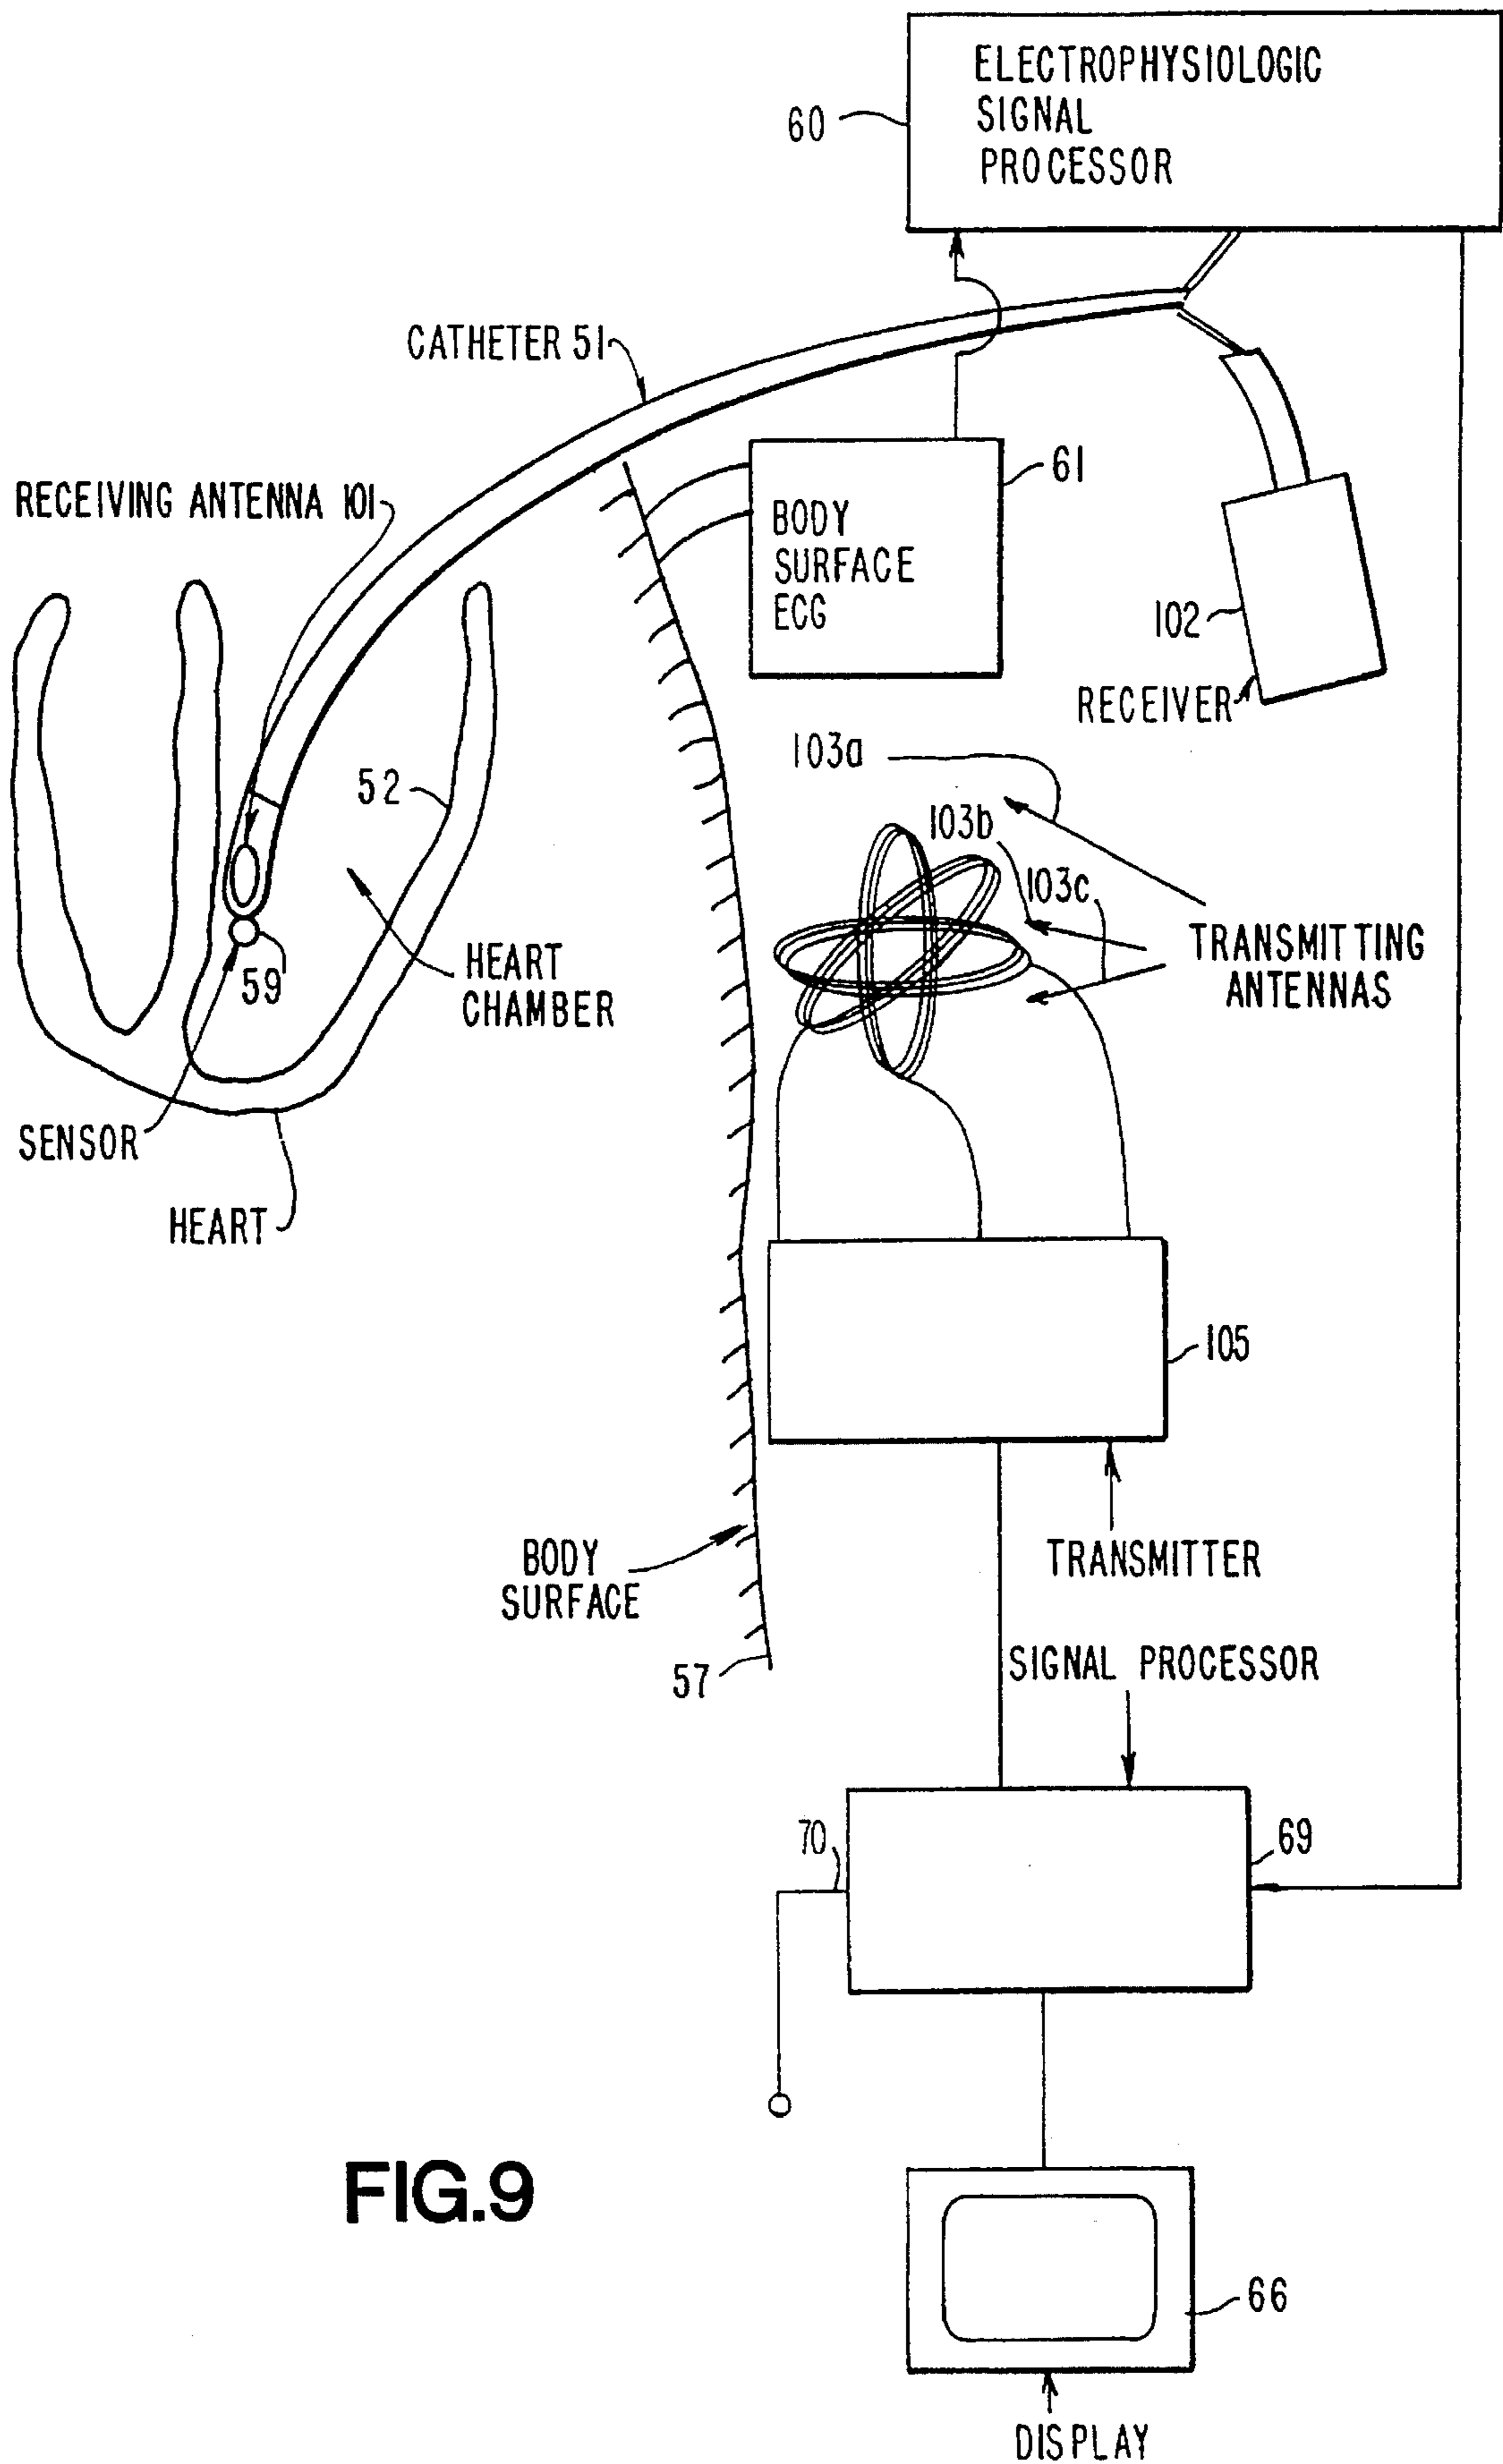 ELECTROPHYSIOLOGIC
SIGNAL
PROCESSOR
60
CATHETER 51
RECEIVING ANTENNA 101
61
BODY
SURFACE
ECG
102
RECEIVER
103a
52
103b
103c
TRANSMITTING
ANTENNAS
HEART
CHAMBER
59
SENSOR
HEART
105
TRANSMITTER
BODY
SURFACE
57
SIGNAL PROCESSOR
70
69
FIG.9
66
DISPLAY